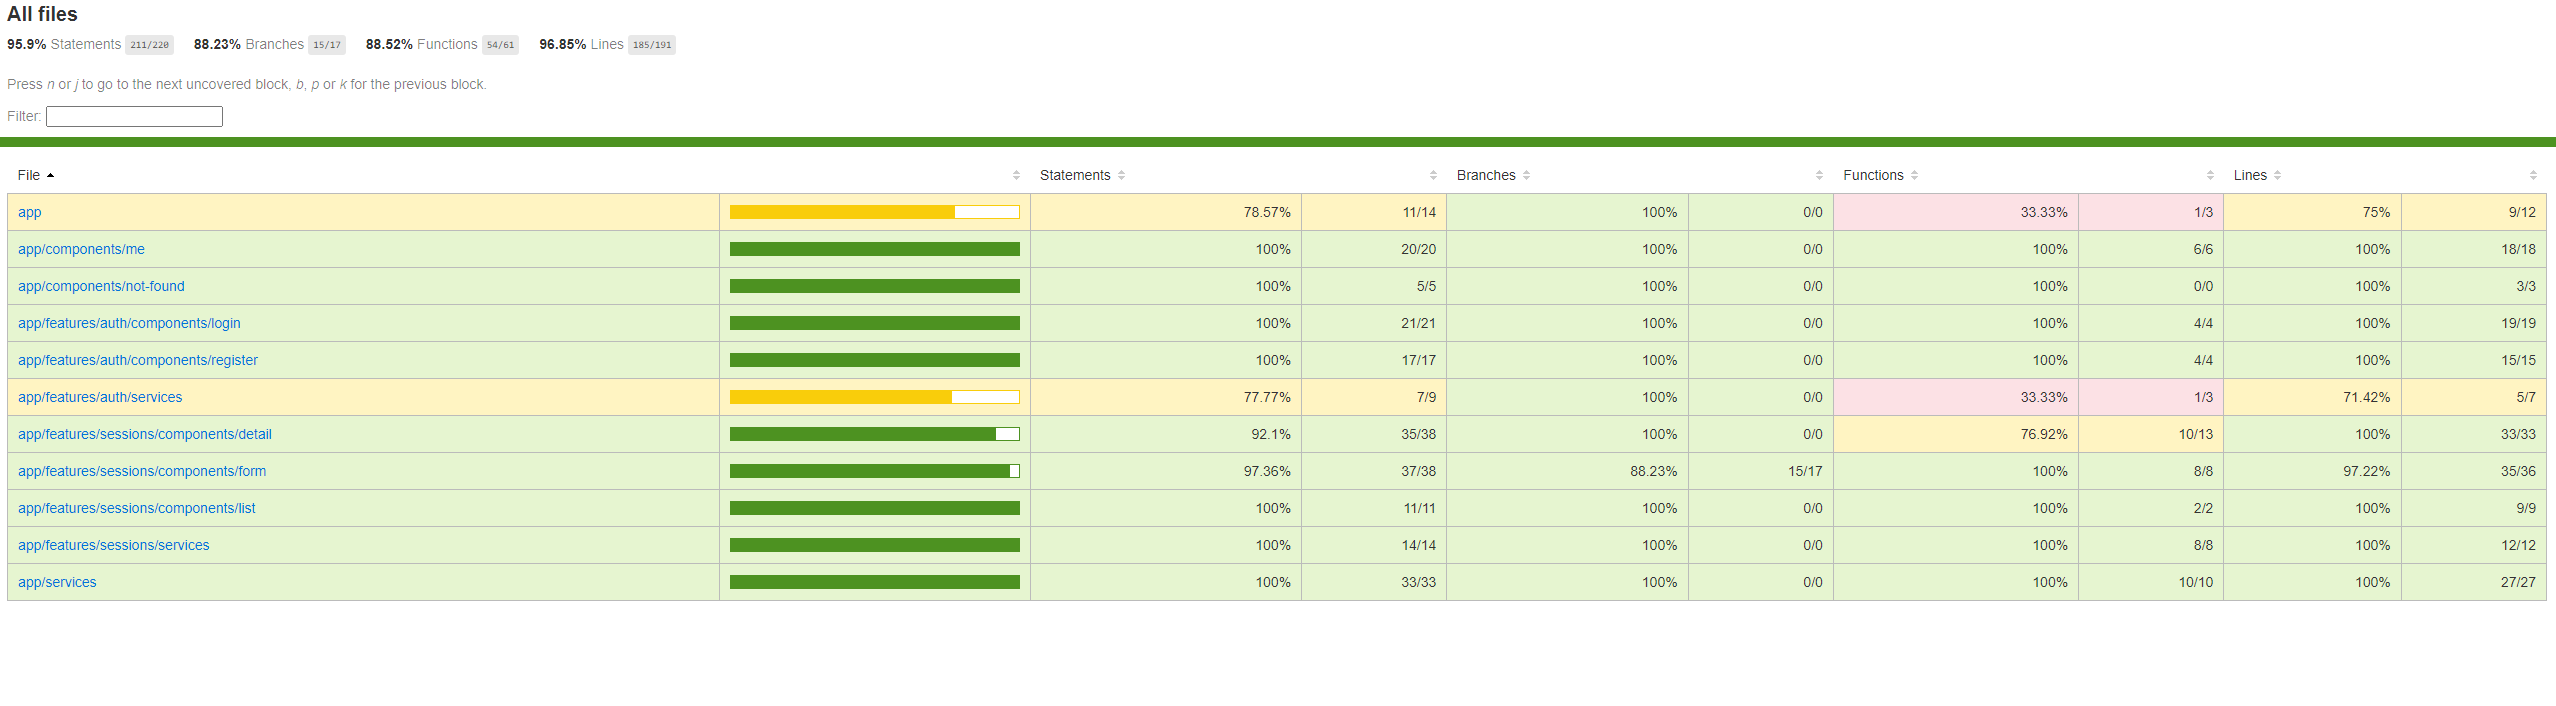 All files
95.9% Statements 211/220 88.23% Branches 15/17 88.52% Functions 54/61 96.85% Lines 185/191
Press n or j to go to the next uncovered block, b, p or k for the previous block.
Filter:
File Statements Branches Functions Lines
app 78.57% 11/14 100% 0/0 33.33% 1/3 75% 9/12
app/components/me 100% 20/20 100% 0/0 100% 6/6 100% 18/18
app/components/not-found 100% 5/5 100% 0/0 100% 0/0 100% 3/3
app/features/auth/components/login 100% 21/21 100% 0/0 100% 4/4 100% 19/19
app/features/auth/components/register 100% 17/17 100% 0/0 100% 4/4 100% 15/15
app/features/auth/services 77.77% 7/9 100% 0/0 33.33% 1/3 71.42% 5/7
app/features/sessions/components/detail 92.1% 35/38 100% 0/0 76.92% 10/13 100% 33/33
app/features/sessions/components/form 97.36% 37/38 88.23% 15/17 100% 8/8 97.22% 35/36
app/features/sessions/components/list 100% 11/11 100% 0/0 100% 2/2 100% 9/9
app/features/sessions/services 100% 14/14 100% 0/0 100% 8/8 100% 12/12
app/services 100% 33/33 100% 0/0 100% 10/10 100% 27/27